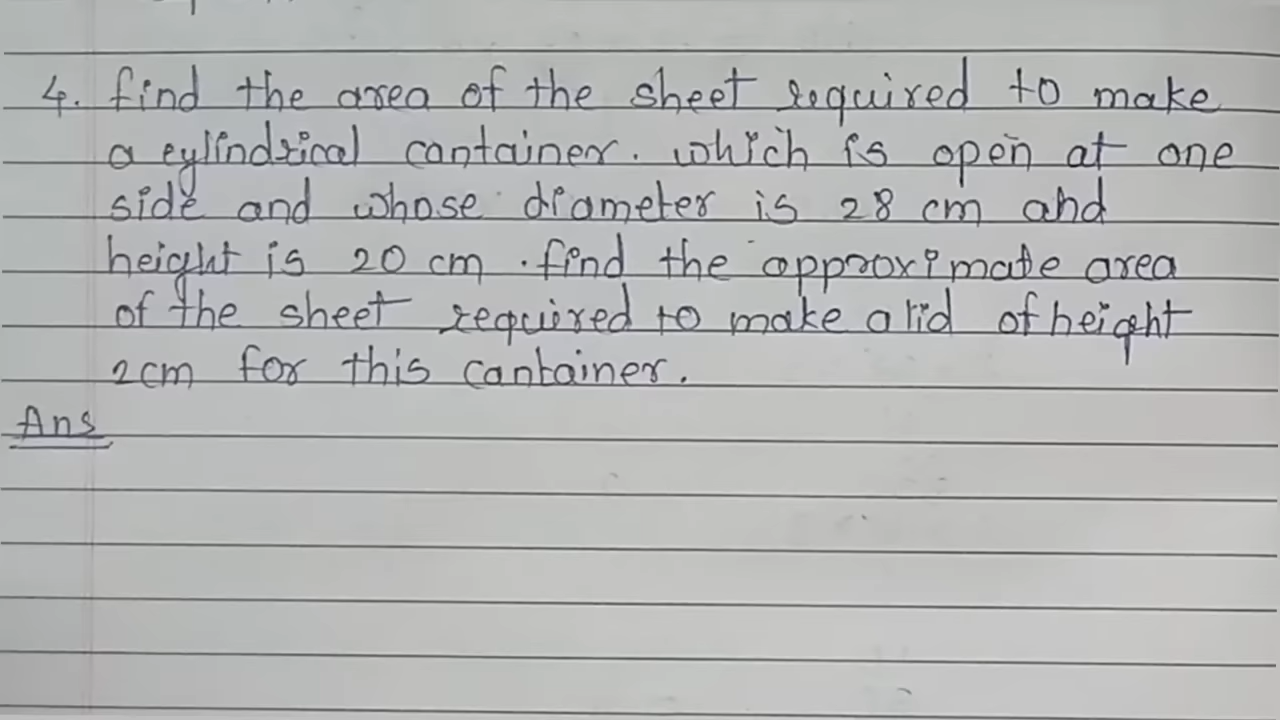 4. find the area of the sheet required to make
a cylindrical cantainer. which is open at one
side and whose diameter is 28 cm and
height is 20 cm . find the approximate area
of the sheet required to make a lid of height
2cm for this cantainer.
Ans